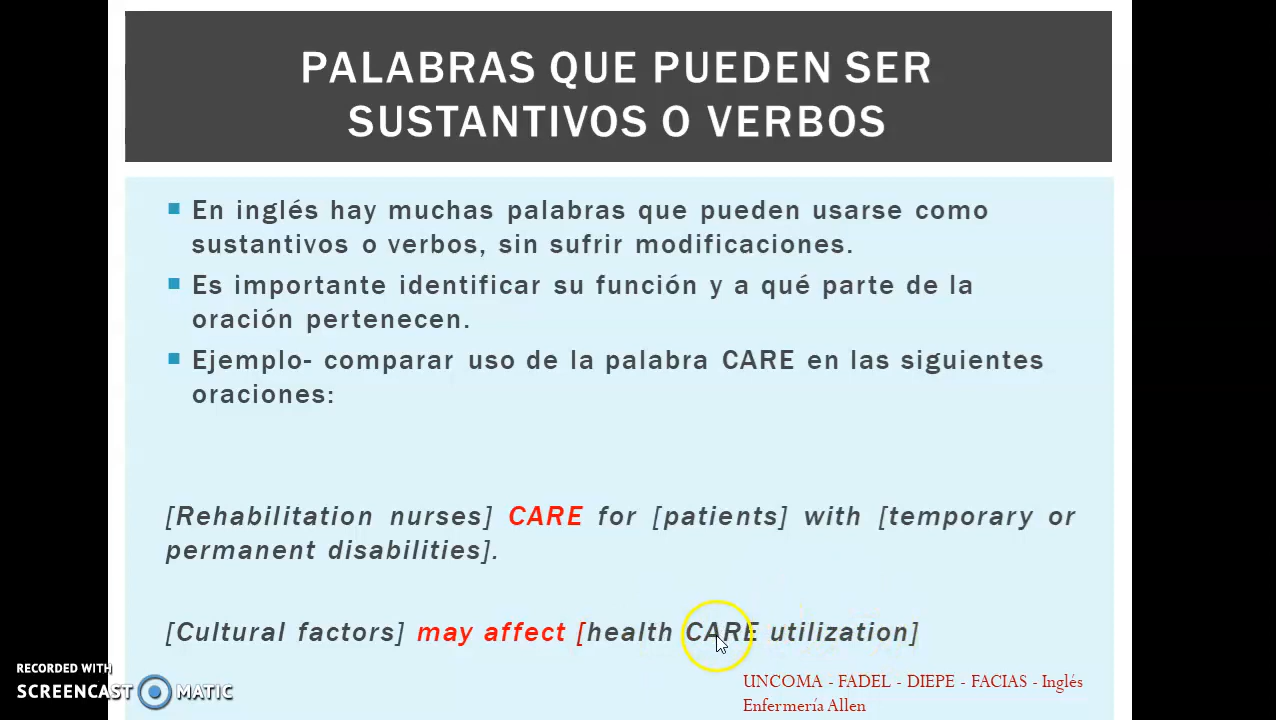 PALABRAS QUE PUEDEN SER
SUSTANTIVOS O VERBOS
En inglés hay muchas palabras que pueden usarse como
sustantivos o verbos, sin sufrir modificaciones.
Es importante identificar su función y a qué parte de la
oración pertenecen.
Ejemplo- comparar uso de la palabra CARE en las siguientes
oraciones:
[Rehabilitation nurses] CARE for [patients] with [temporary or
permanent disabilities].
[Cultural factors] may affect [health CARE utilization]
UNCOMA - FADEL - DIEPE - FACIAS - Inglés
Enfermería Allen
RECORDED WITH
SCREENCAST MATIC